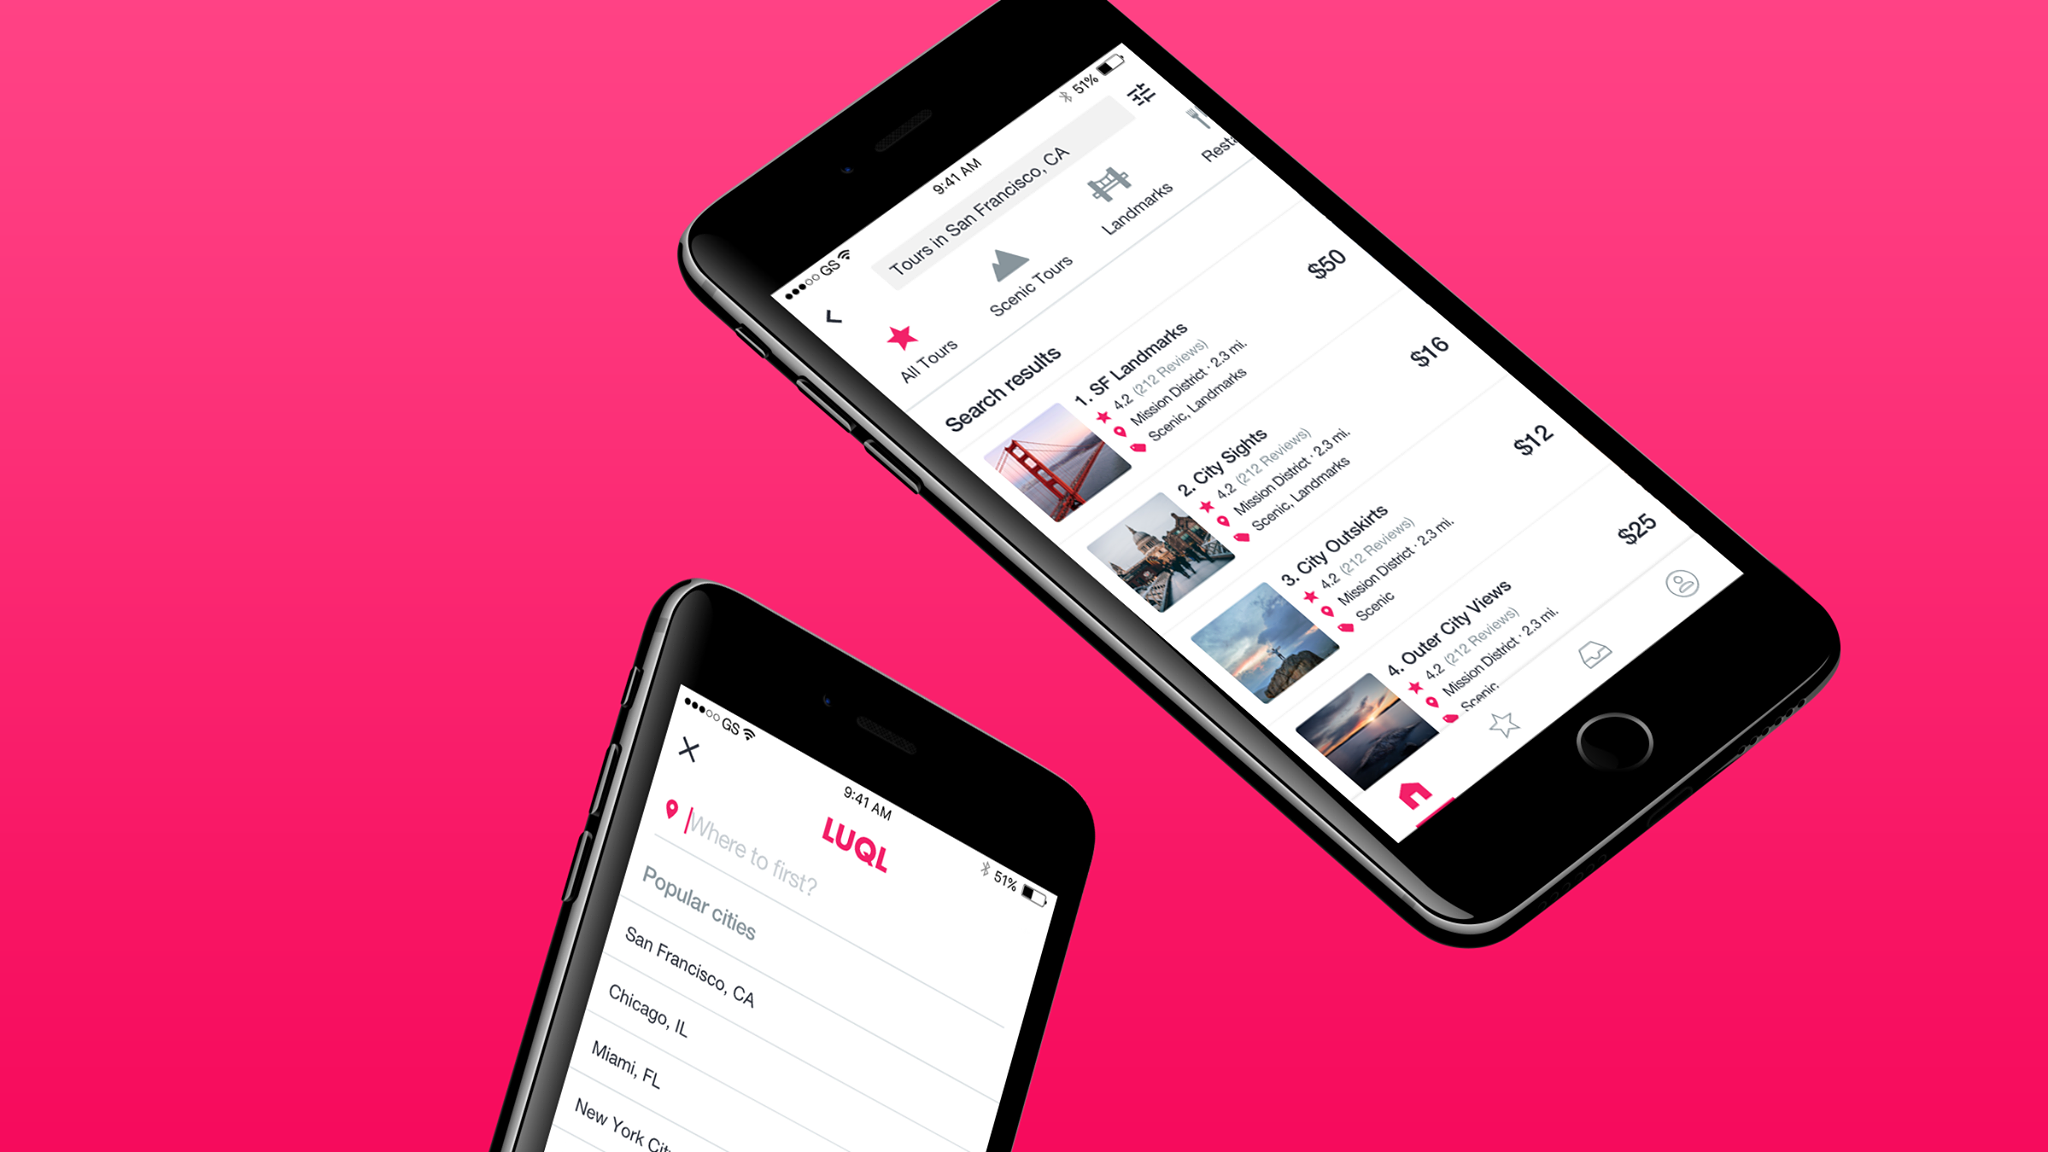 GS
9:41 AM
51%
Tours in San Francisco, CA
All Tours
Scenic Tours
Landmarks
Resta
Search results
1. SF Landmarks
$50
4.2 (212 Reviews)
Mission District · 2.3 mi.
Scenic, Landmarks
2. City Sights
$16
4.2 (212 Reviews)
Mission District · 2.3 mi.
Scenic, Landmarks
3. City Outskirts
$12
4.2 (212 Reviews)
Mission District · 2.3 mi.
Scenic
4. Outer City Views
$25
4.2 (212 Reviews)
Mission District · 2.3 mi.
Scenic
GS
9:41 AM
51%
LUQL
Where to first?
Popular cities
San Francisco, CA
Chicago, IL
Miami, FL
New York Cit